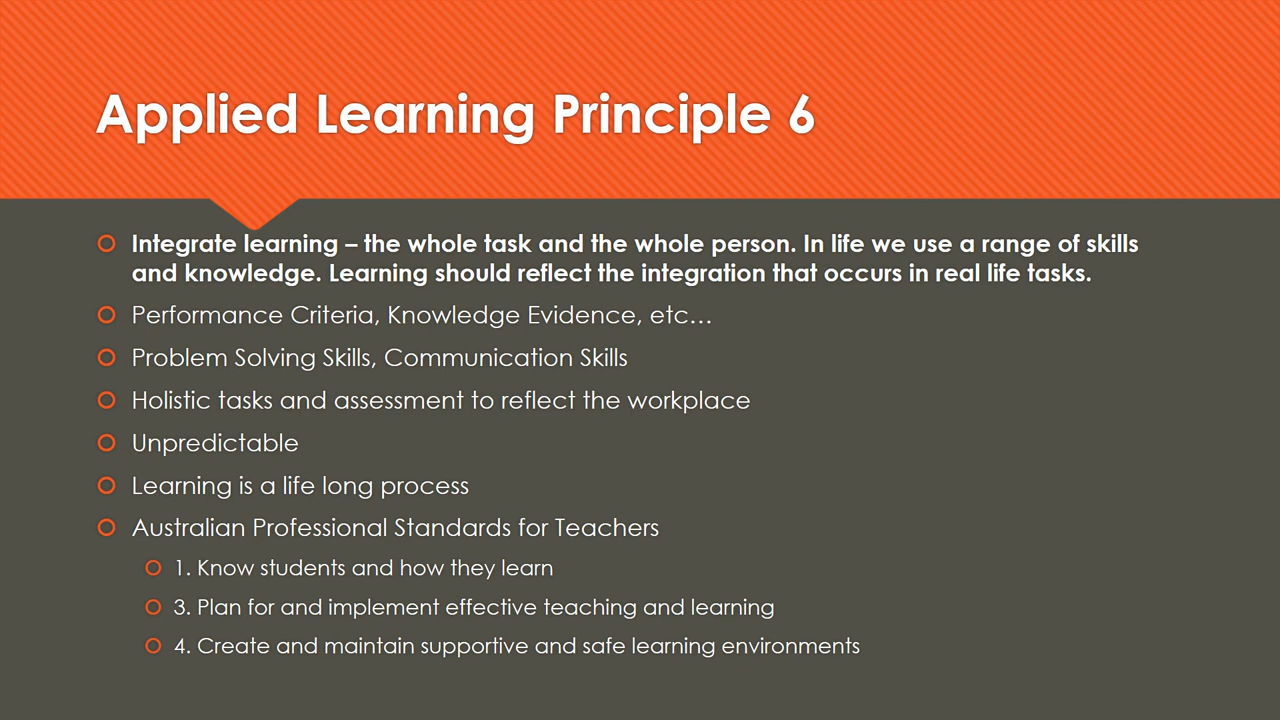 Applied Learning Principle 6
Integrate learning – the whole task and the whole person. In life we use a range of skills
and knowledge. Learning should reflect the integration that occurs in real life tasks.
Performance Criteria, Knowledge Evidence, etc…
Problem Solving Skills, Communication Skills
Holistic tasks and assessment to reflect the workplace
Unpredictable
Learning is a life long process
Australian Professional Standards for Teachers
1. Know students and how they learn
3. Plan for and implement effective teaching and learning
4. Create and maintain supportive and safe learning environments